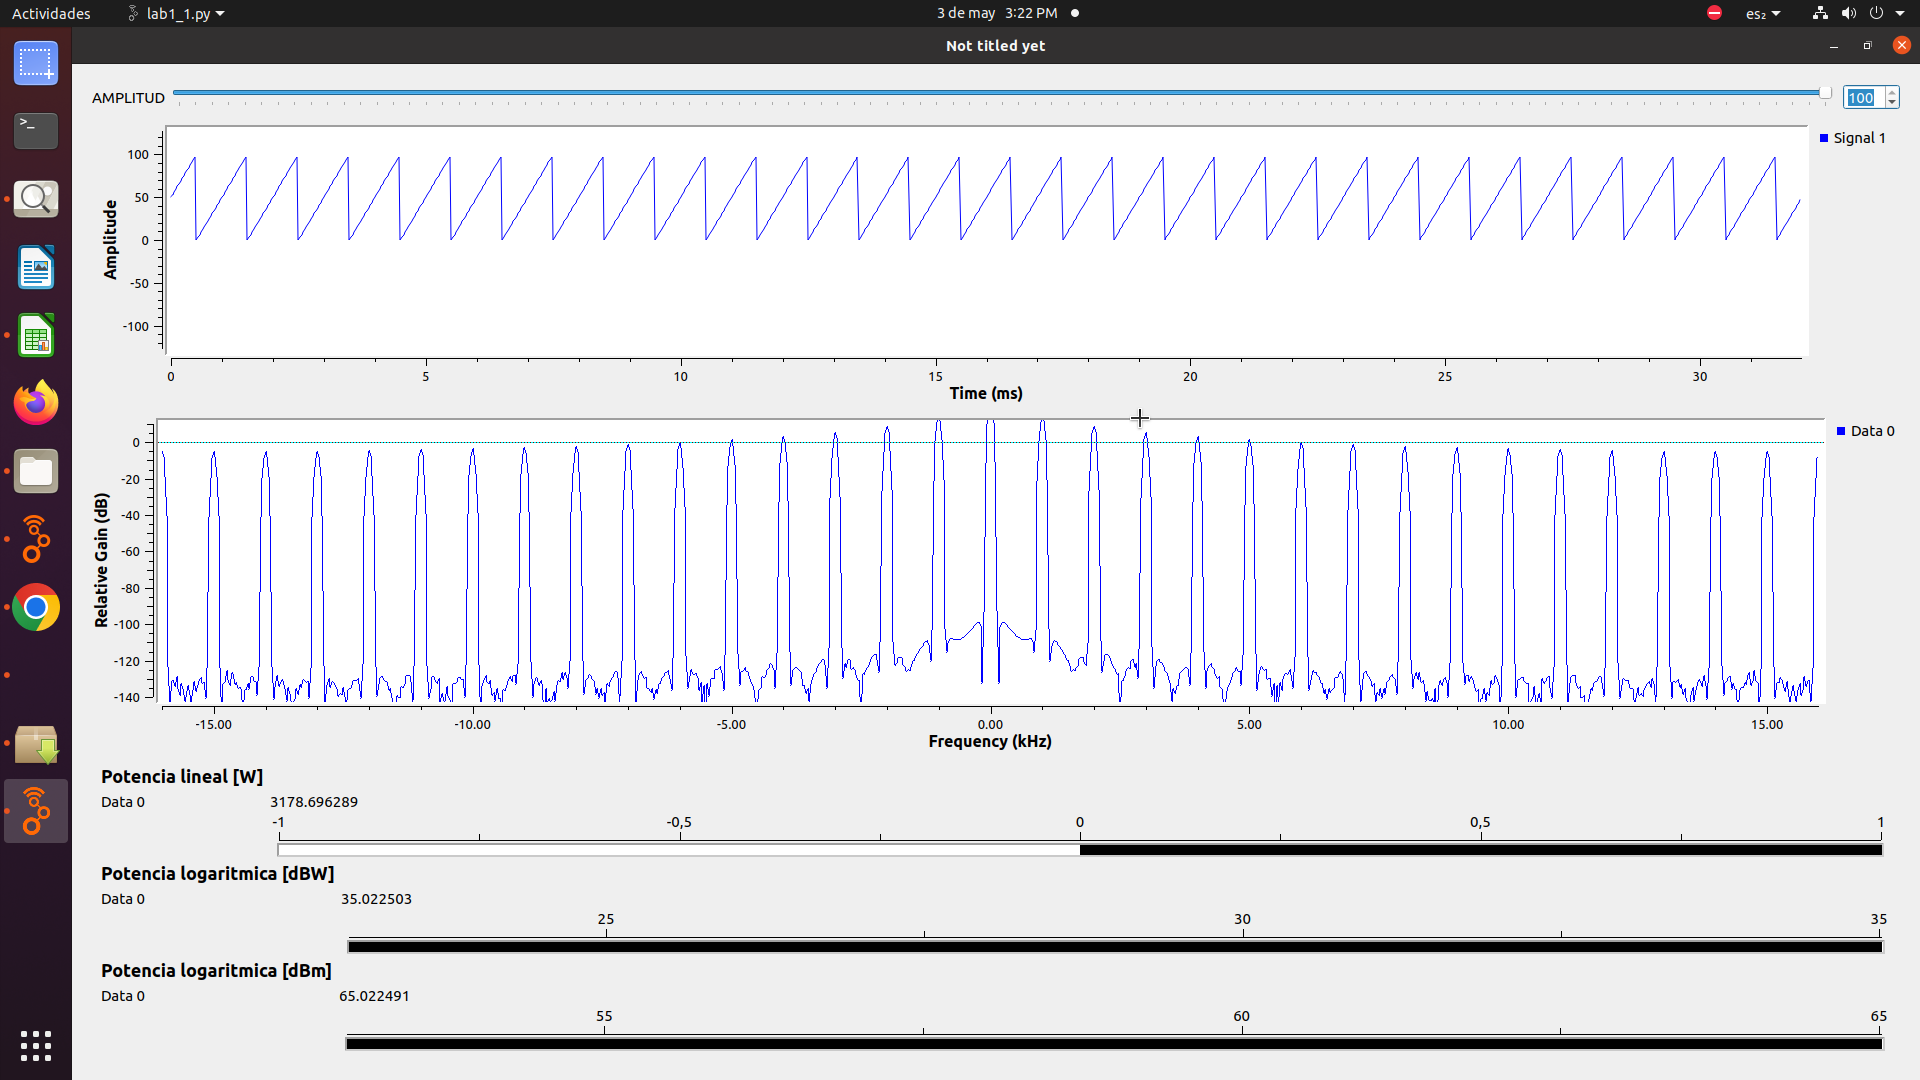 Actividades lab1_1.py 3 de may 3:22 PM es₂
Not titled yet
AMPLITUD 100
Signal 1
100
50
0
-50
-100
Amplitude
0 5 10 15 20 25 30
Time (ms)
Data 0
0
-20
-40
-60
-80
-100
-120
-140
Relative Gain (dB)
-15.00 -10.00 -5.00 0.00 5.00 10.00 15.00
Frequency (kHz)
Potencia lineal [W]
Data 0 3178.696289
-1 -0,5 0 0,5 1
Potencia logaritmica [dBW]
Data 0 35.022503
25 30 35
Potencia logaritmica [dBm]
Data 0 65.022491
55 60 65